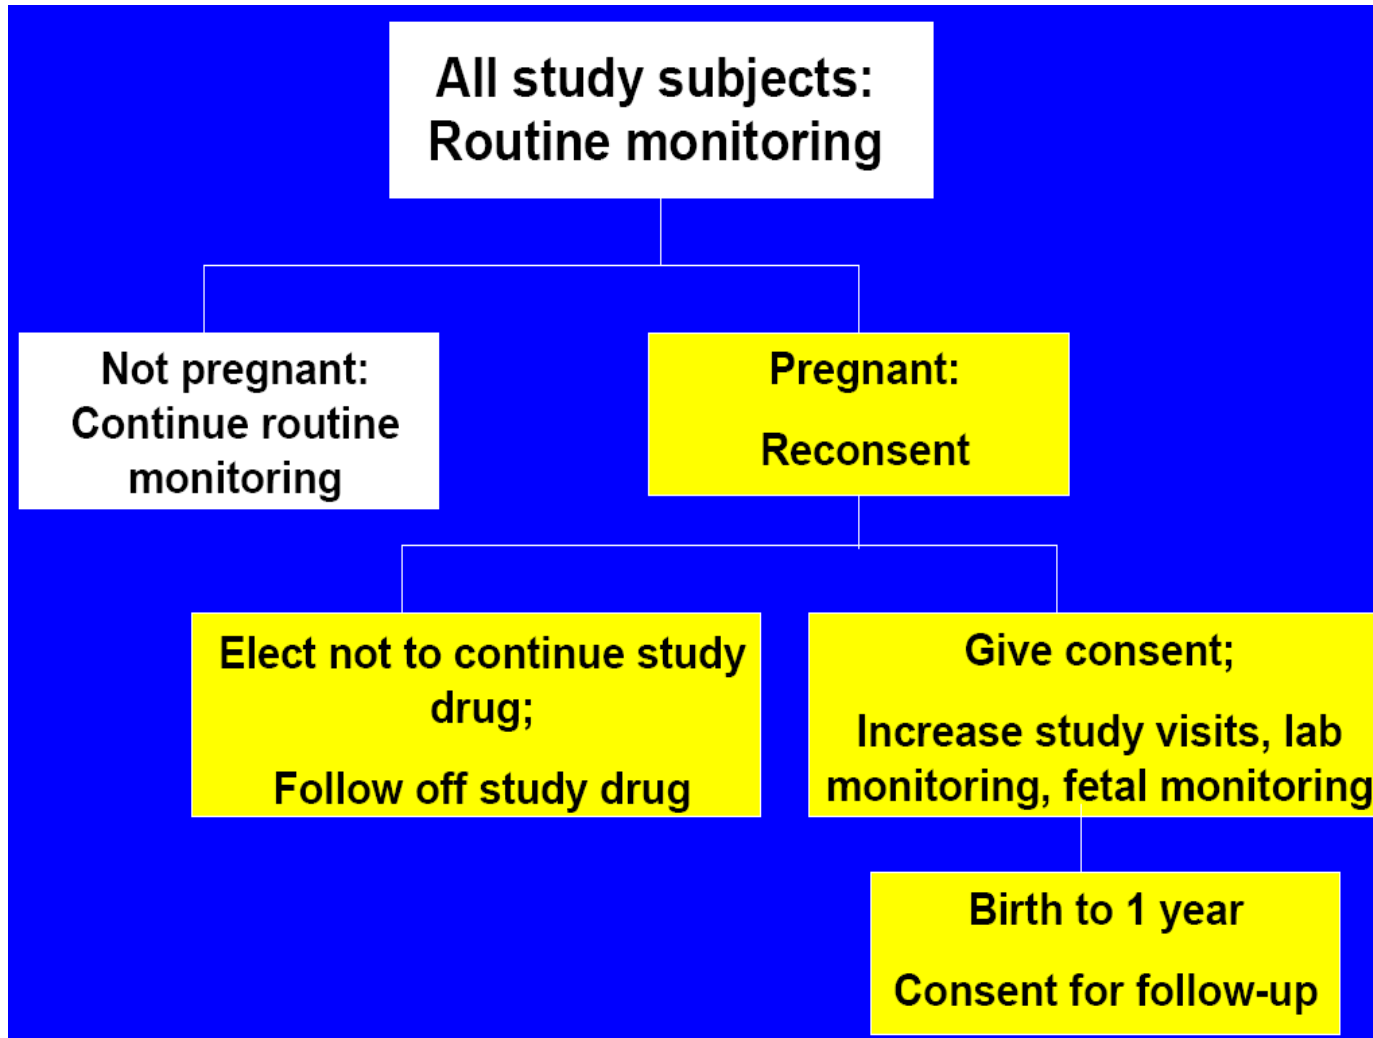 All study subjects:
Routine monitoring
Not pregnant:
Continue routine
monitoring
Pregnant:
Reconsent
Elect not to continue study
drug;
Follow off study drug
Give consent;
Increase study visits, lab
monitoring, fetal monitoring
Birth to 1 year
Consent for follow-up